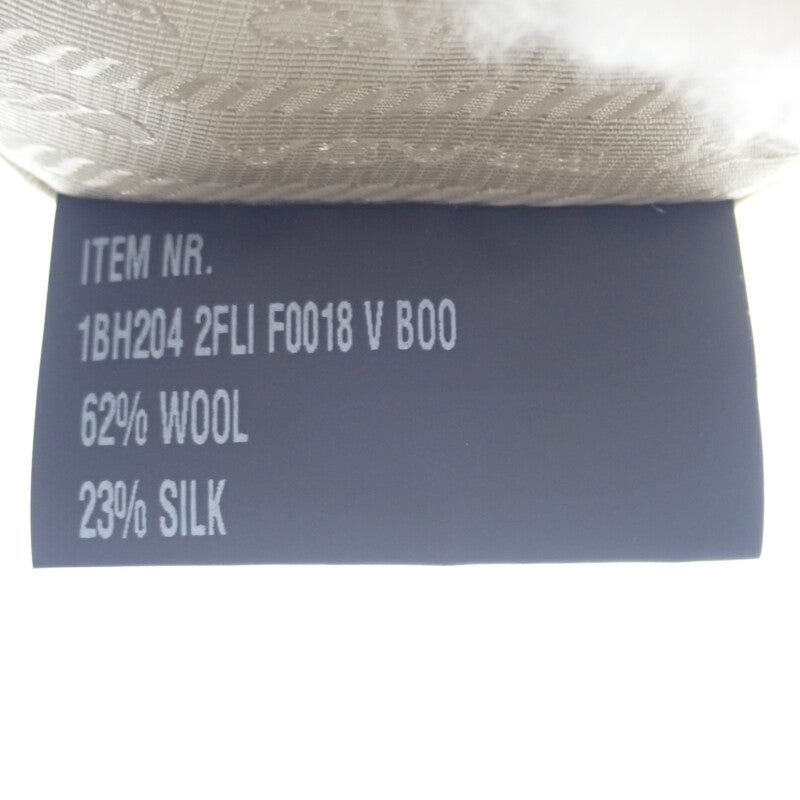 ITEM NR.
1BH204 2FLI F0018 V BOO
62% WOOL
23% SILK